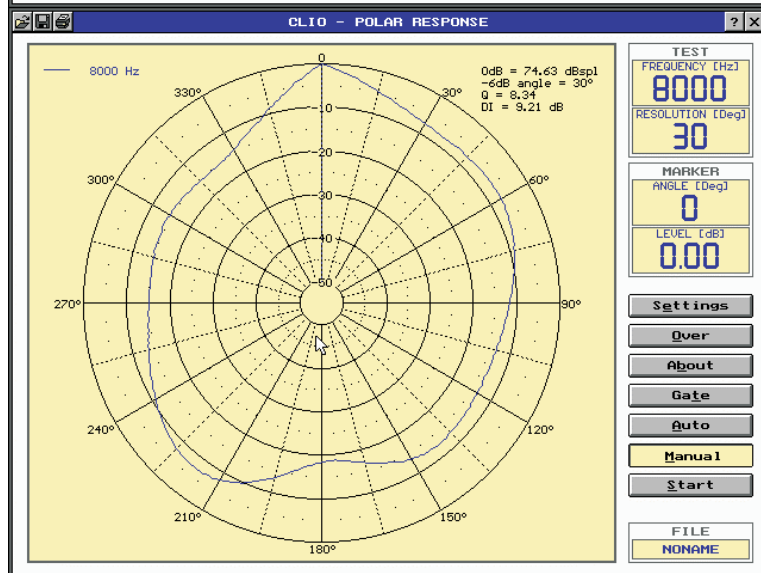 CLIO - POLAR RESPONSE
? X
8000 Hz
0dB = 74.63 dBspl
-6dB angle = 30°
Q = 8.34
DI = 9.21 dB
0
330°
30°
-10
-20
300°
60°
-30
-40
-50
270°
90°
240°
120°
210°
150°
180°
TEST
FREQUENCY [Hz]
8000
RESOLUTION [Deg]
30
MARKER
ANGLE [Deg]
0
LEVEL [dB]
0.00
Settings
Over
About
Gate
Auto
Manual
Start
FILE
NONAME